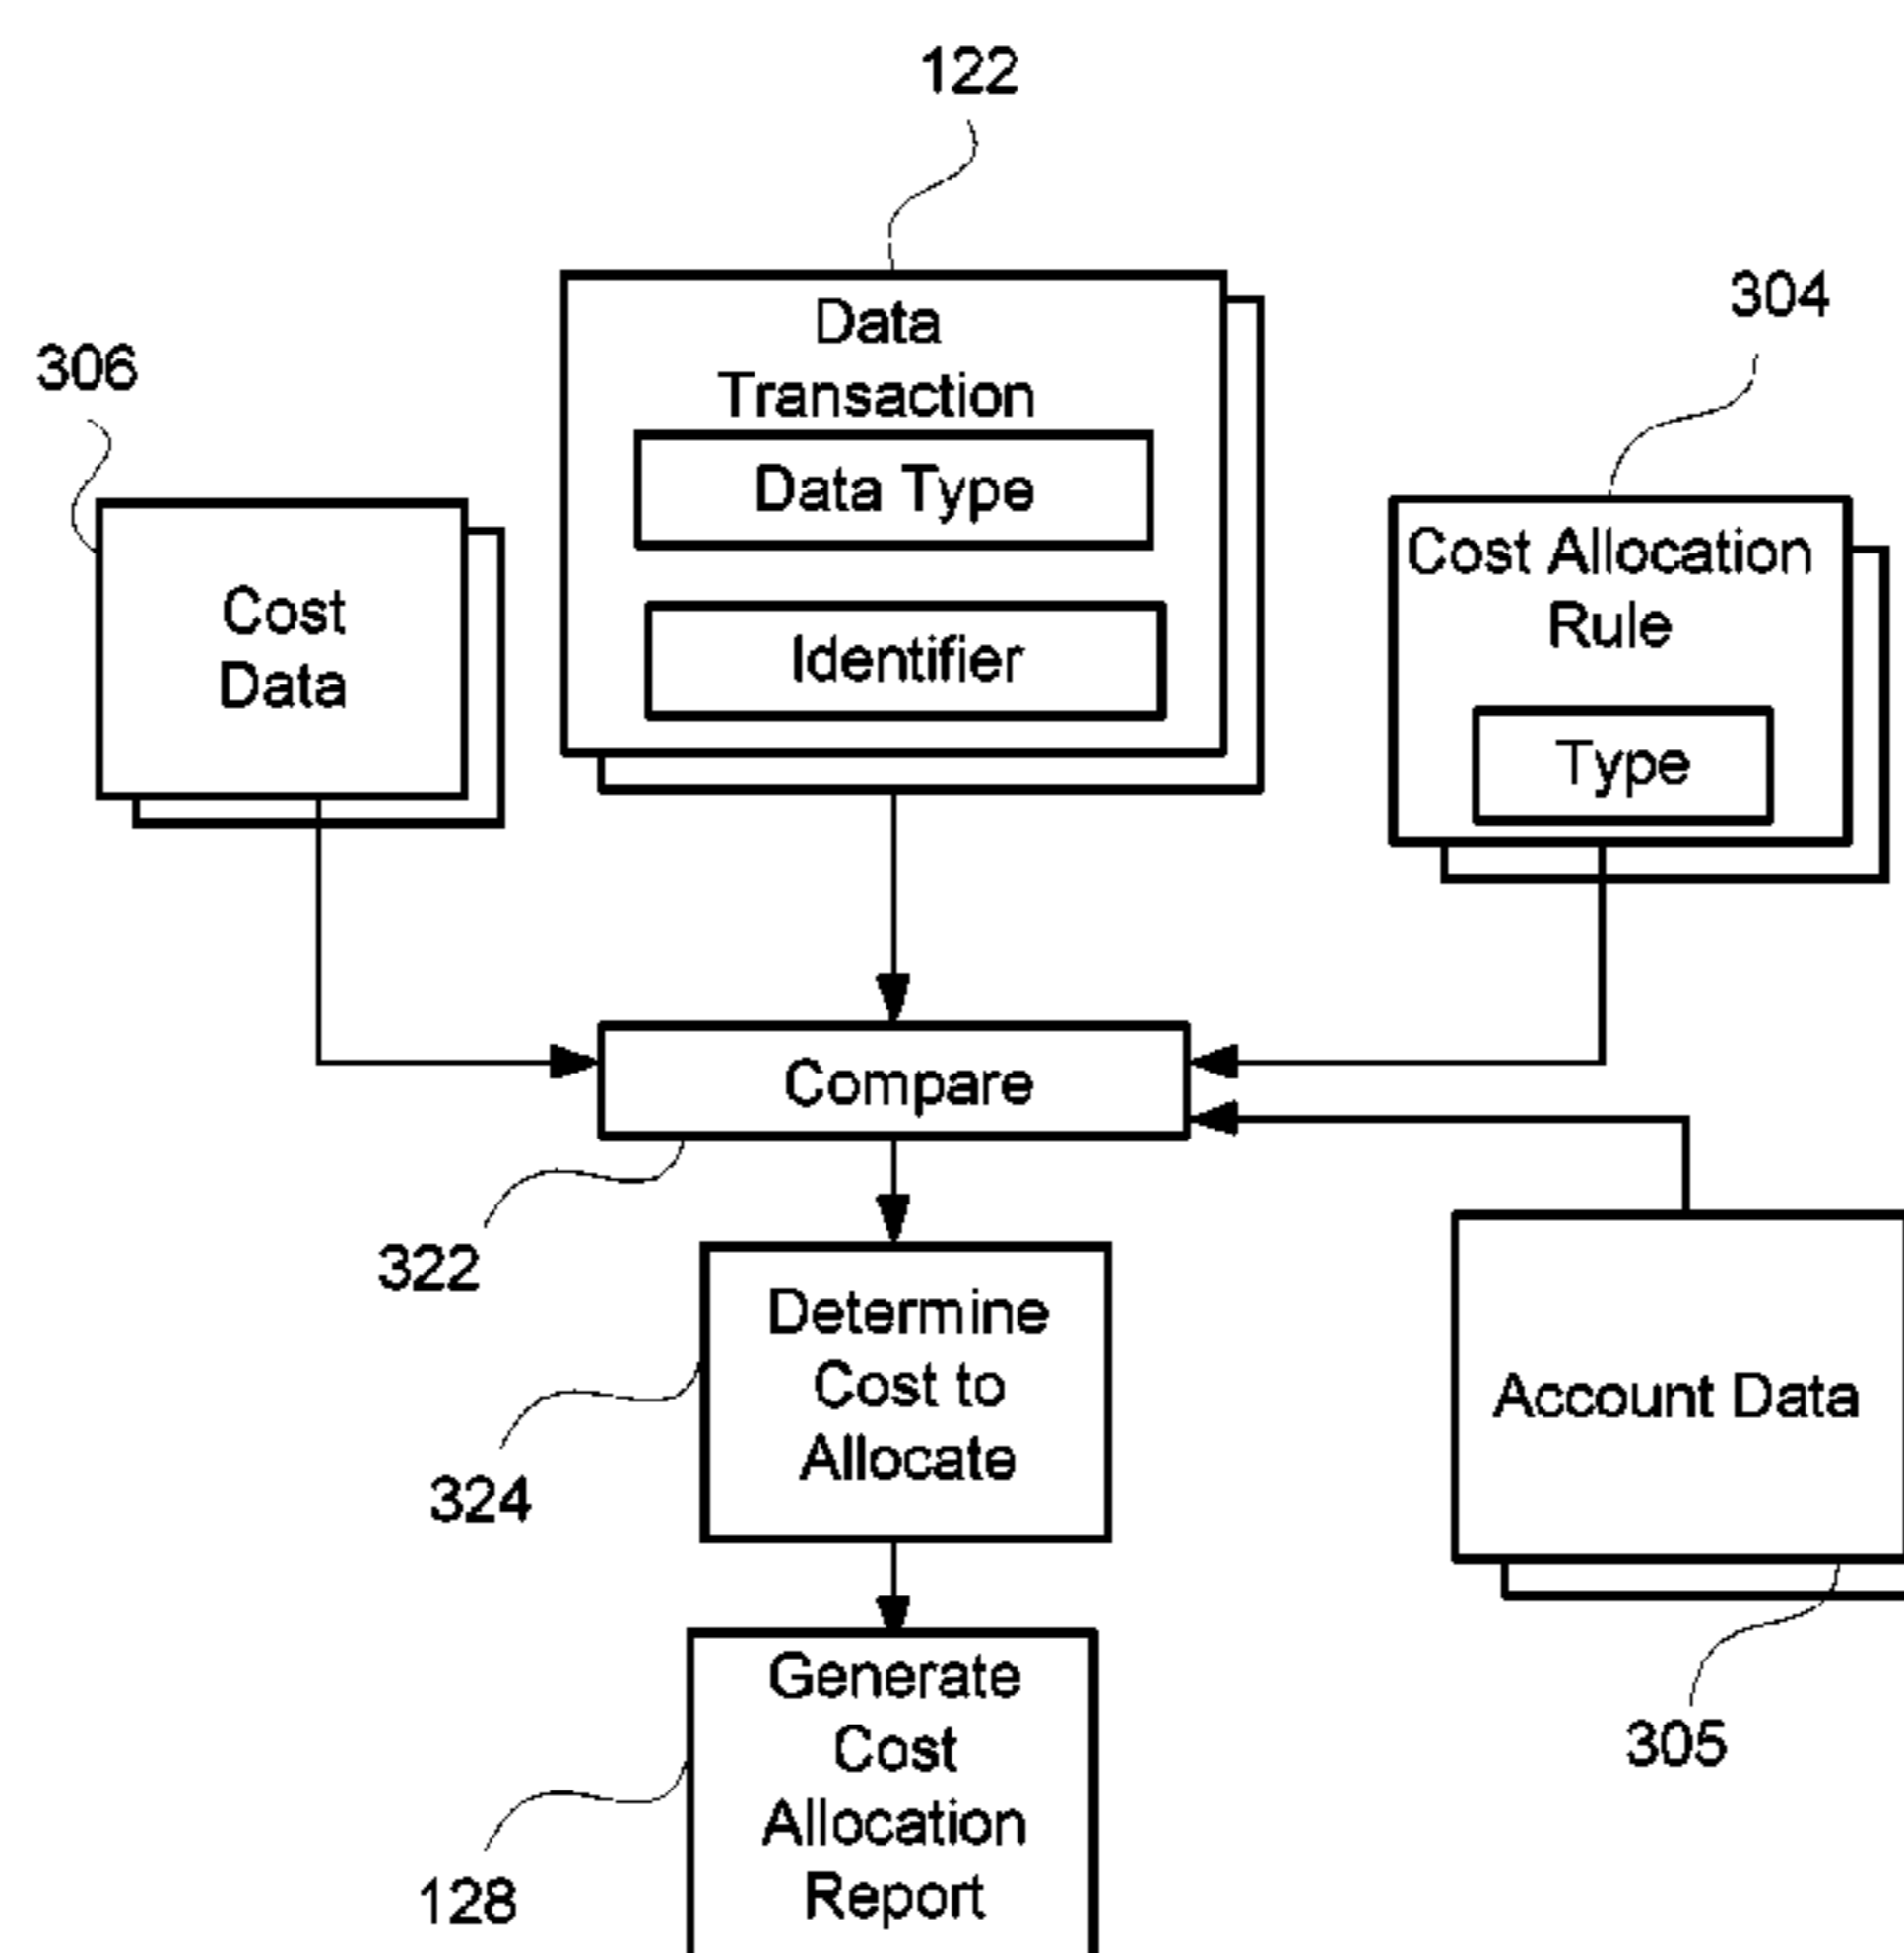 122
304
306
Data
Transaction
Data Type
Identifier
Cost
Data
Cost Allocation
Rule
Type
Compare
322
Determine
Cost to
Allocate
324
Account Data
305
Generate
Cost
Allocation
Report
128